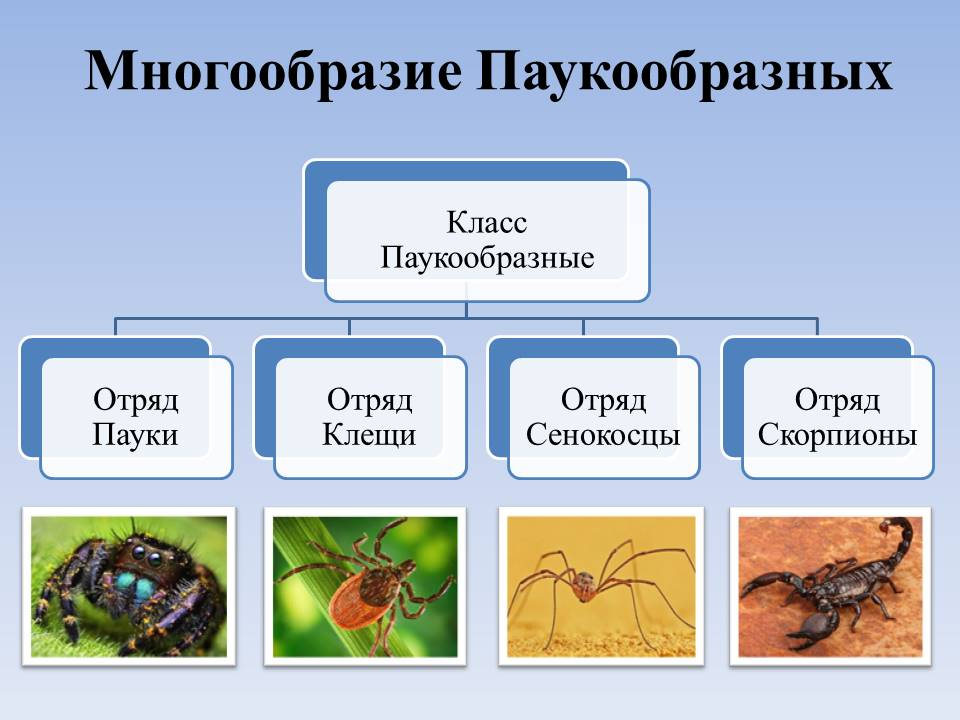 Многообразие Паукообразных
Класс
Паукообразные
Отряд
Пауки
Отряд
Клещи
Отряд
Сенокосцы
Отряд
Скорпионы